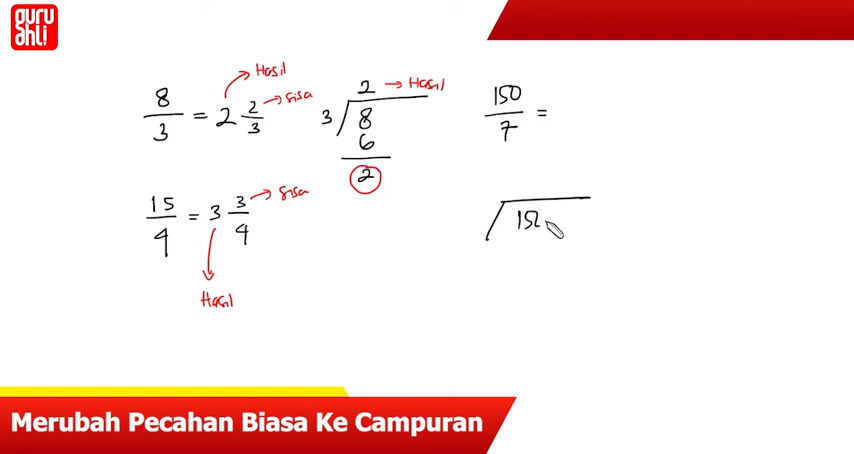 guru
ahli
8/3 = 2 2/3
Hasil
Sisa
2 → Hasil
3
8
6
2
15/4 = 3 3/4
Sisa
Hasil
150/7 =
15
Merubah Pecahan Biasa Ke Campuran